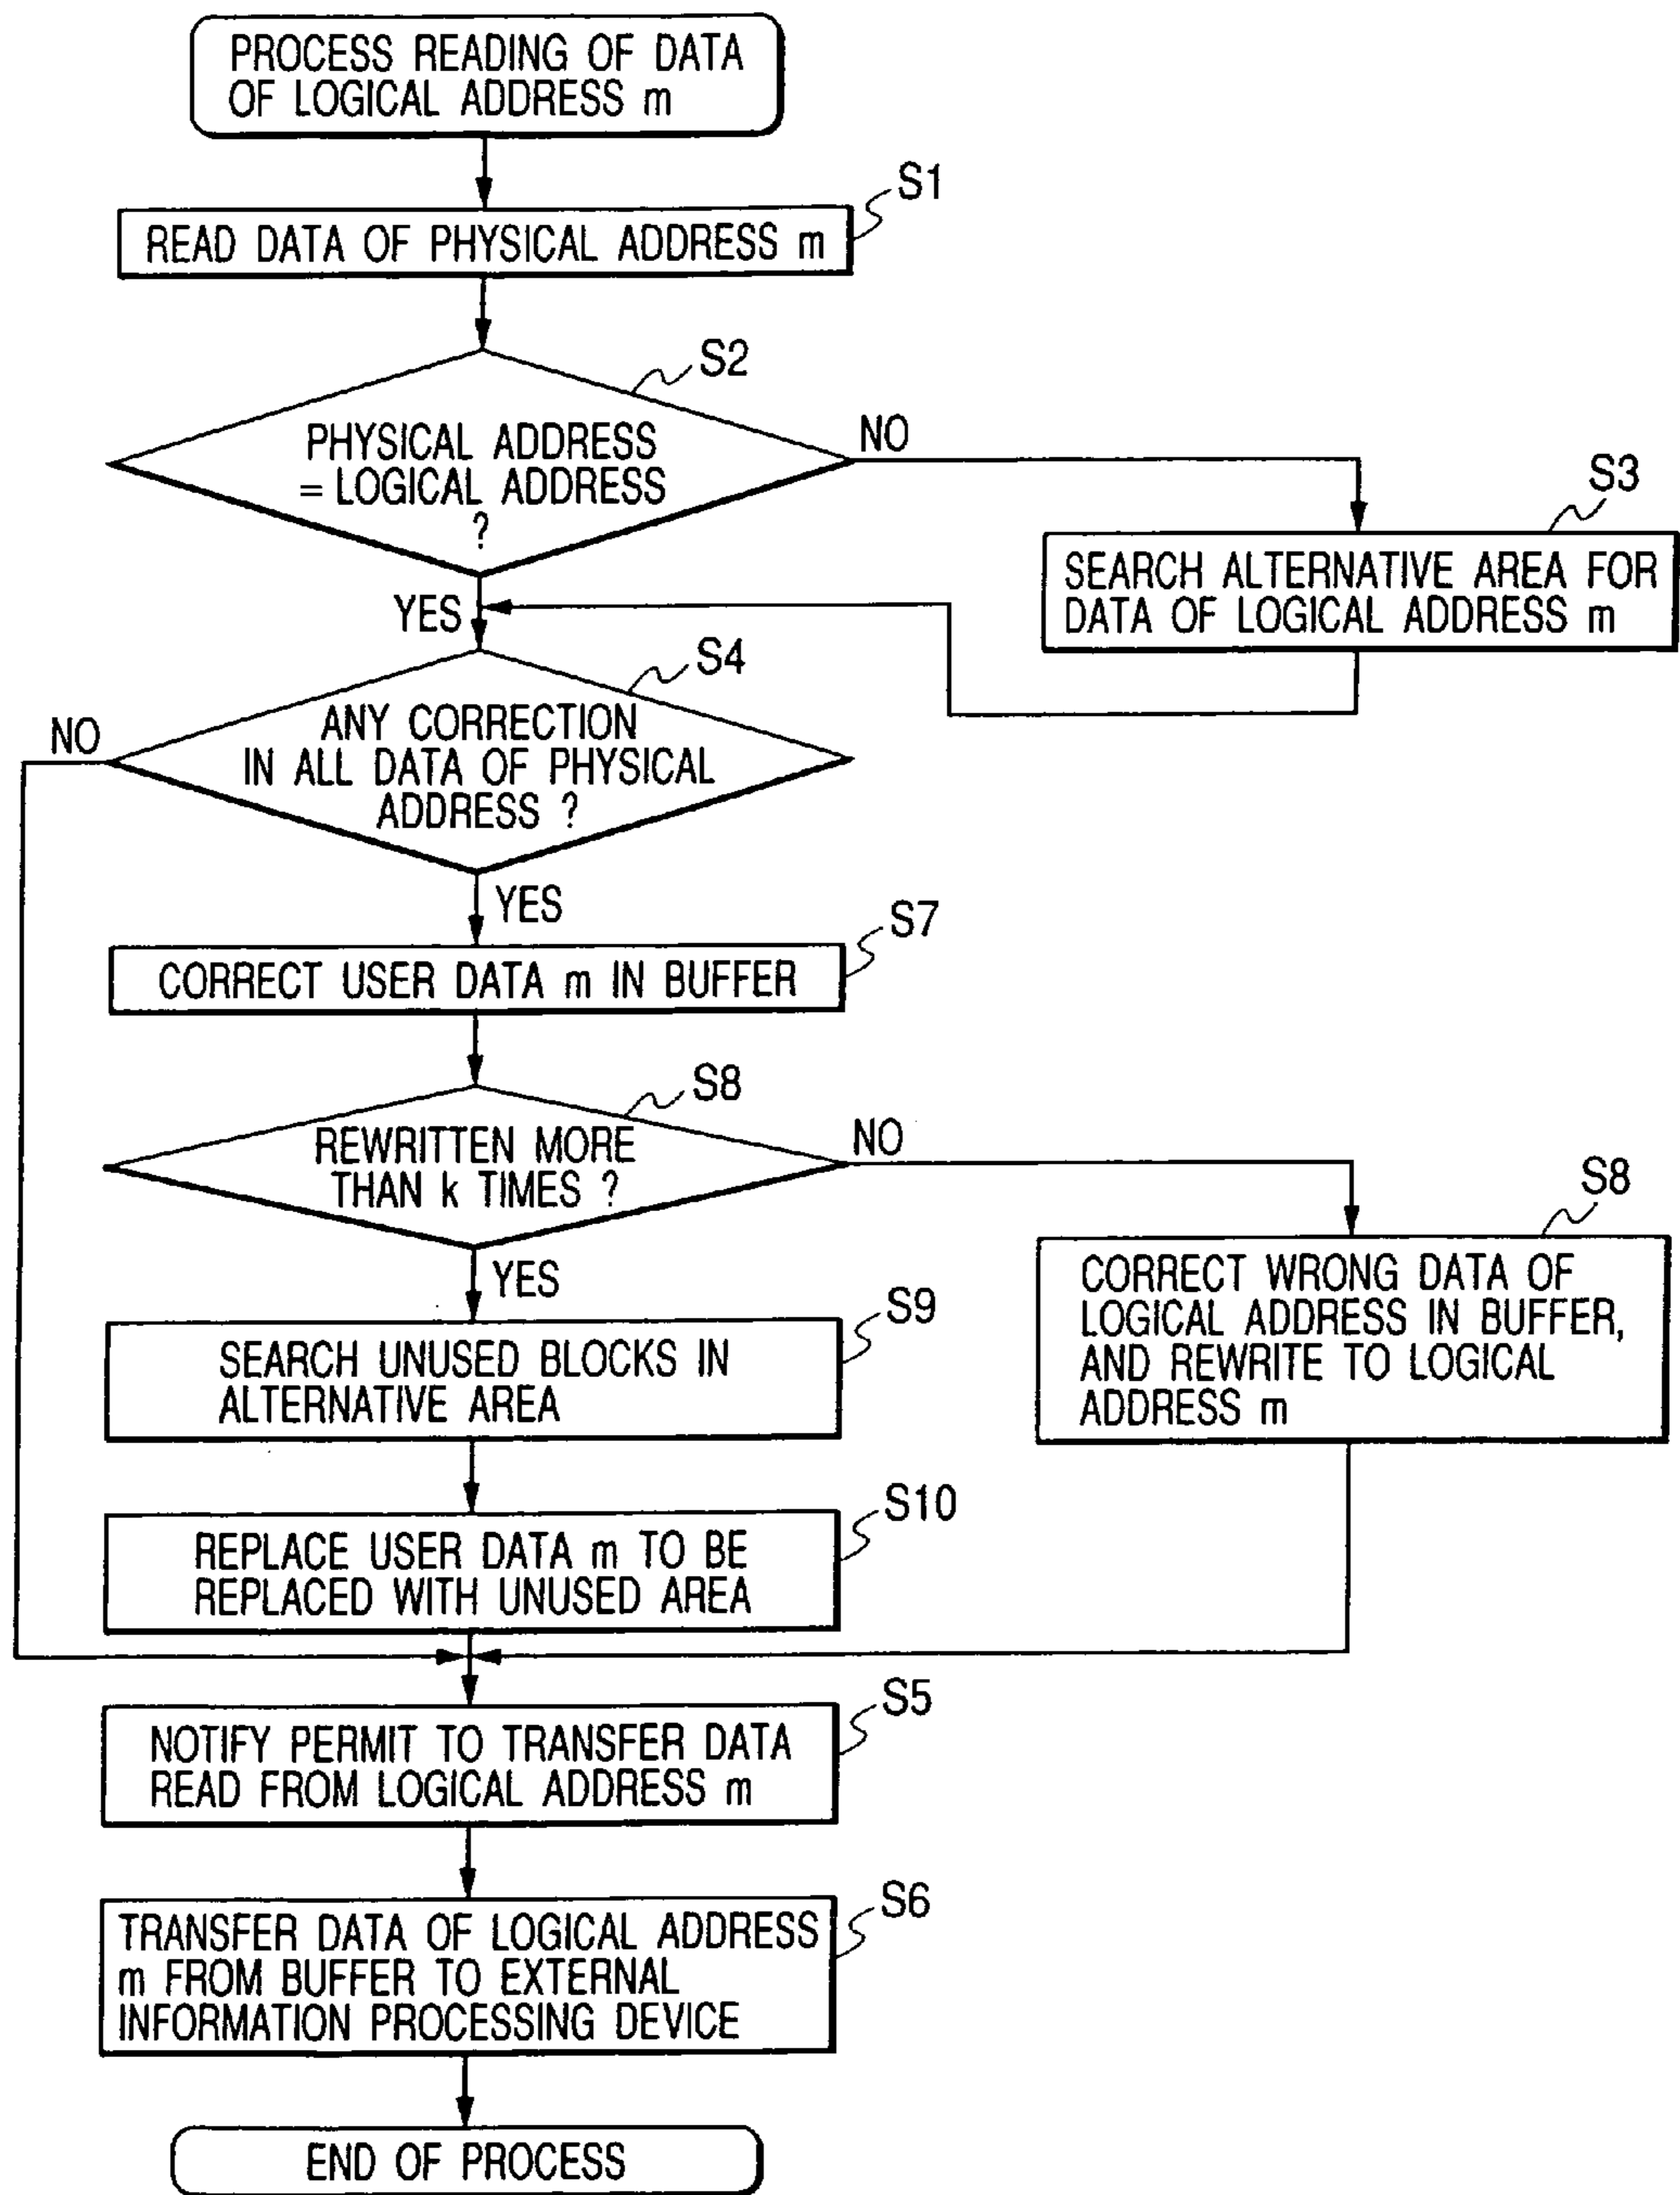 PROCESS READING OF DATA
OF LOGICAL ADDRESS m
S1
READ DATA OF PHYSICAL ADDRESS m
S2
PHYSICAL ADDRESS
= LOGICAL ADDRESS
?
NO
S3
SEARCH ALTERNATIVE AREA FOR
DATA OF LOGICAL ADDRESS m
YES
S4
ANY CORRECTION
IN ALL DATA OF PHYSICAL
ADDRESS ?
NO
YES
S7
CORRECT USER DATA m IN BUFFER
S8
REWRITTEN MORE
THAN k TIMES ?
NO
S8
CORRECT WRONG DATA OF
LOGICAL ADDRESS IN BUFFER,
AND REWRITE TO LOGICAL
ADDRESS m
YES
S9
SEARCH UNUSED BLOCKS IN
ALTERNATIVE AREA
S10
REPLACE USER DATA m TO BE
REPLACED WITH UNUSED AREA
S5
NOTIFY PERMIT TO TRANSFER DATA
READ FROM LOGICAL ADDRESS m
S6
TRANSFER DATA OF LOGICAL ADDRESS
m FROM BUFFER TO EXTERNAL
INFORMATION PROCESSING DEVICE
END OF PROCESS